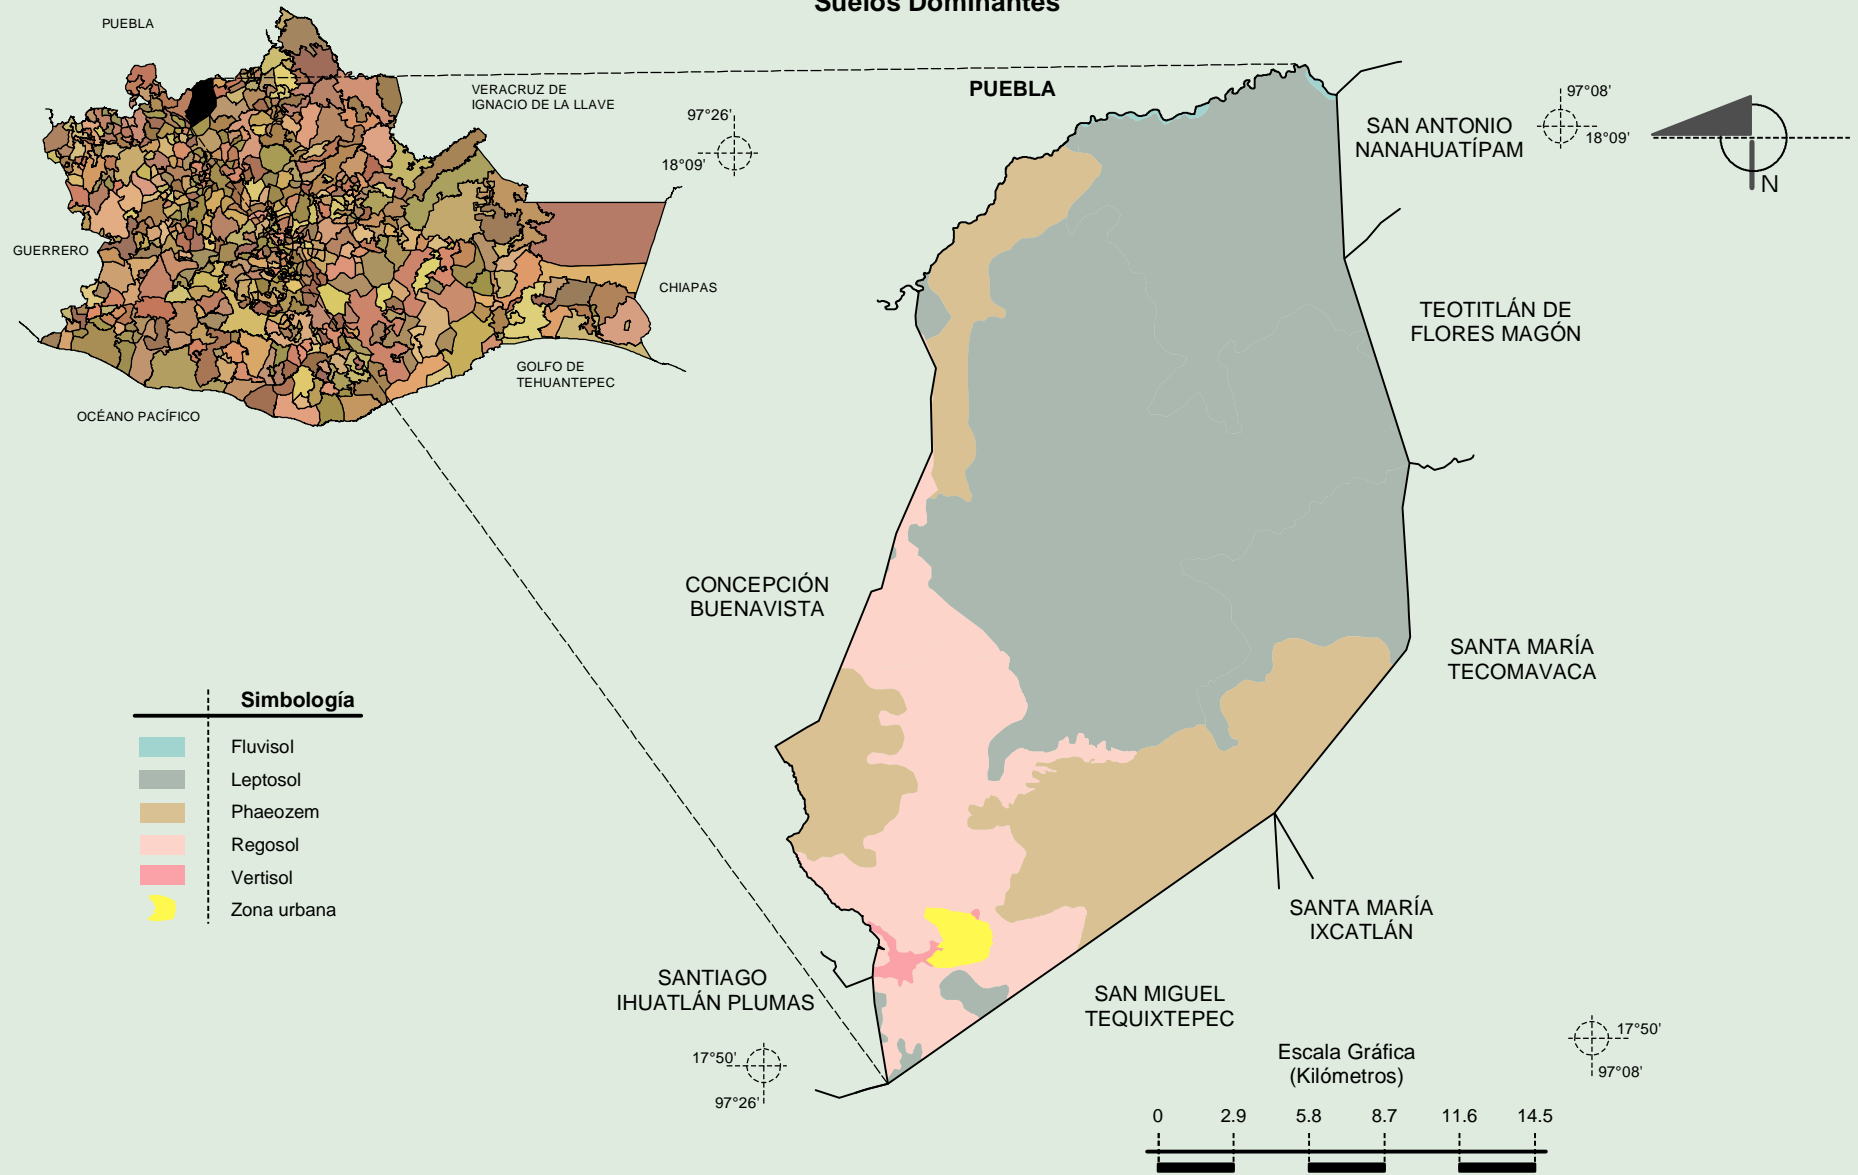 Suelos Dominantes
PUEBLA
VERACRUZ DE
IGNACIO DE LA LLAVE
GUERRERO
CHIAPAS
GOLFO DE
TEHUANTEPEC
OCÉANO PACÍFICO
97°26'
18°09'
PUEBLA
SAN ANTONIO
NANAHUATÍPAM
97°08'
18°09'
N
TEOTITLÁN DE
FLORES MAGÓN
CONCEPCIÓN
BUENAVISTA
SANTA MARÍA
TECOMAVACA
Simbología
Fluvisol
Leptosol
Phaeozem
Regosol
Vertisol
Zona urbana
SANTA MARÍA
IXCATLÁN
SANTIAGO
IHUATLÁN PLUMAS
SAN MIGUEL
TEQUIXTEPEC
17°50'
97°26'
17°50'
97°08'
Escala Gráfica
(Kilómetros)
0 2.9 5.8 8.7 11.6 14.5